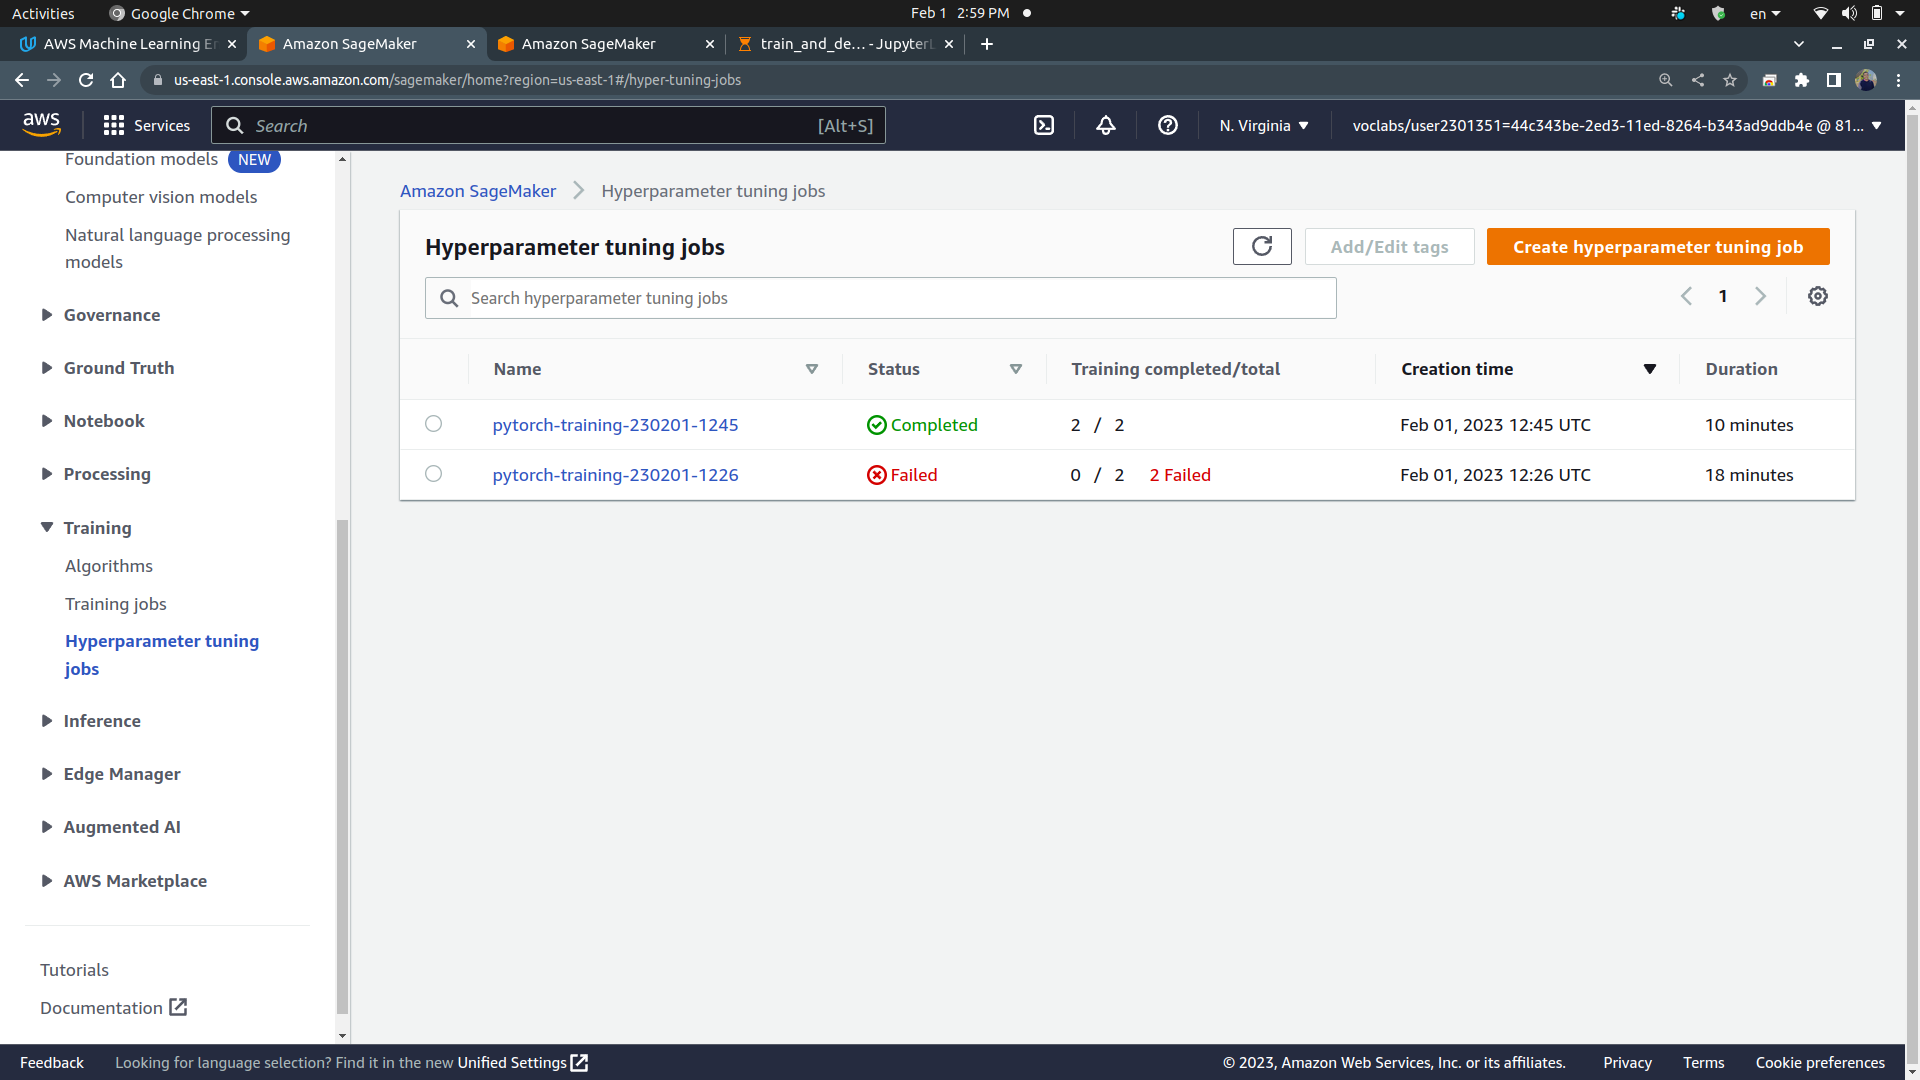 Activities
Google Chrome
Feb 1 2:59 PM
en
AWS Machine Learning En
Amazon SageMaker
Amazon SageMaker
train_and_de... - JupyterL
us-east-1.console.aws.amazon.com/sagemaker/home?region=us-east-1#/hyper-tuning-jobs
aws
Services
Search
[Alt+S]
N. Virginia
voclabs/user2301351=44c343be-2ed3-11ed-8264-b343ad9ddb4e @ 81...
Foundation models NEW
Computer vision models
Natural language processing
models
Governance
Ground Truth
Notebook
Processing
Training
Algorithms
Training jobs
Hyperparameter tuning
jobs
Inference
Edge Manager
Augmented AI
AWS Marketplace
Tutorials
Documentation
Amazon SageMaker > Hyperparameter tuning jobs
Hyperparameter tuning jobs
Add/Edit tags
Create hyperparameter tuning job
Search hyperparameter tuning jobs
1
Name Status Training completed/total Creation time Duration
pytorch-training-230201-1245 Completed 2 / 2 Feb 01, 2023 12:45 UTC 10 minutes
pytorch-training-230201-1226 Failed 0 / 2 2 Failed Feb 01, 2023 12:26 UTC 18 minutes
Feedback
Looking for language selection? Find it in the new Unified Settings
© 2023, Amazon Web Services, Inc. or its affiliates.
Privacy
Terms
Cookie preferences